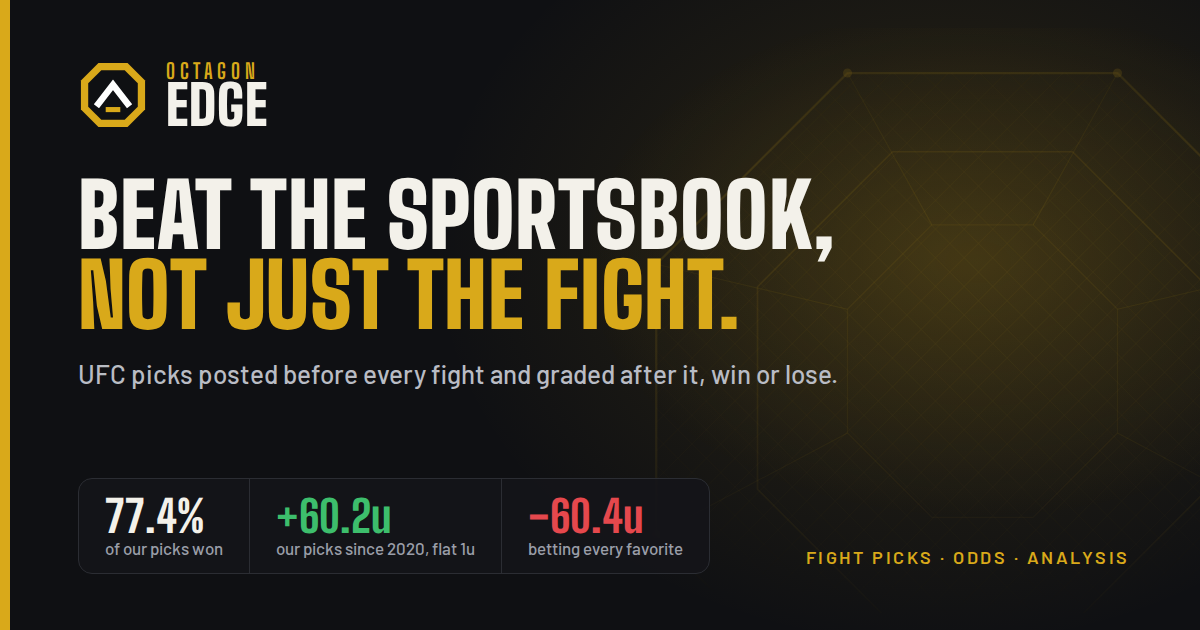 OCTAGON
EDGE
BEAT THE SPORTSBOOK,
NOT JUST THE FIGHT.
UFC picks posted before every fight and graded after it, win or lose.
77.4%
of our picks won
+60.2u
our picks since 2020, flat 1u
−60.4u
betting every favorite
FIGHT PICKS · ODDS · ANALYSIS